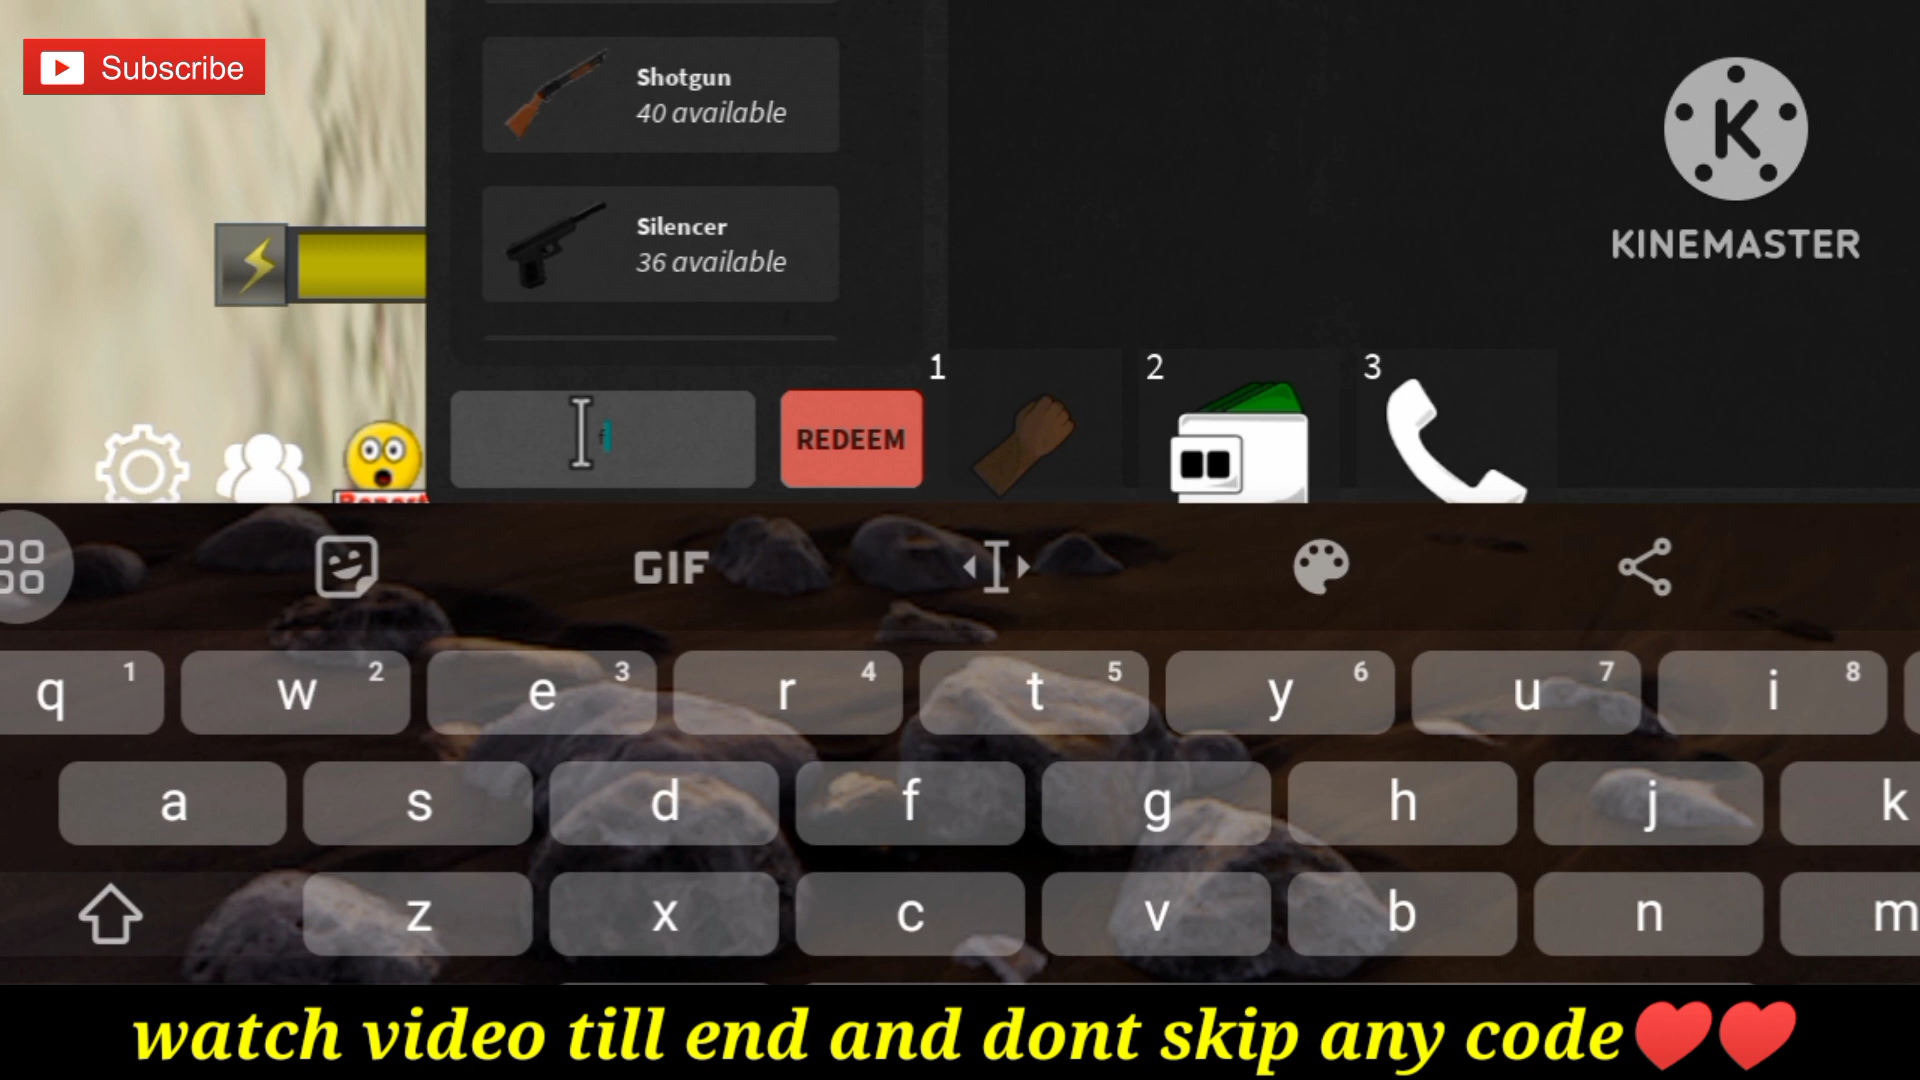 Subscribe
Shotgun
40 available
Silencer
36 available
K
KINEMASTER
1
2
3
f
REDEEM
GIF
q 1 w 2 e 3 r 4 t 5 y 6 u 7 i 8
a s d f g h j k
z x c v b n m
watch video till end and dont skip any code❤️❤️